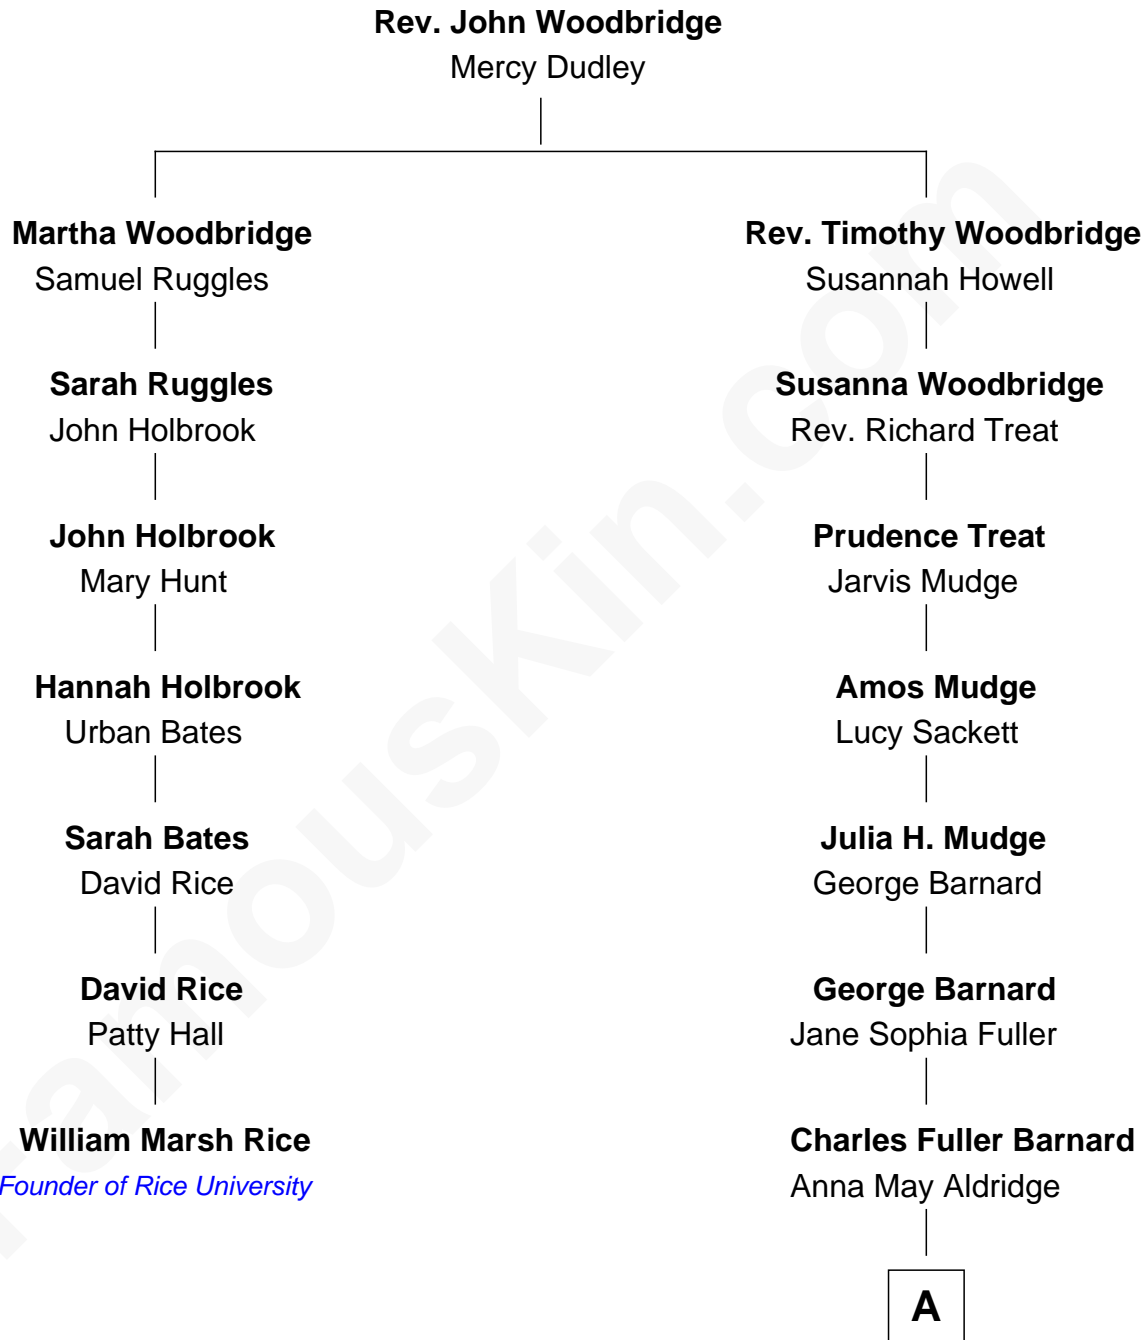 Rev. John Woodbridge
Mercy Dudley
Martha Woodbridge
Samuel Ruggles
Rev. Timothy Woodbridge
Susannah Howell
Sarah Ruggles
John Holbrook
Susanna Woodbridge
Rev. Richard Treat
John Holbrook
Mary Hunt
Prudence Treat
Jarvis Mudge
Hannah Holbrook
Urban Bates
Amos Mudge
Lucy Sackett
Sarah Bates
David Rice
Julia H. Mudge
George Barnard
David Rice
Patty Hall
George Barnard
Jane Sophia Fuller
William Marsh Rice
Founder of Rice University
Charles Fuller Barnard
Anna May Aldridge
A
FamousKin.com